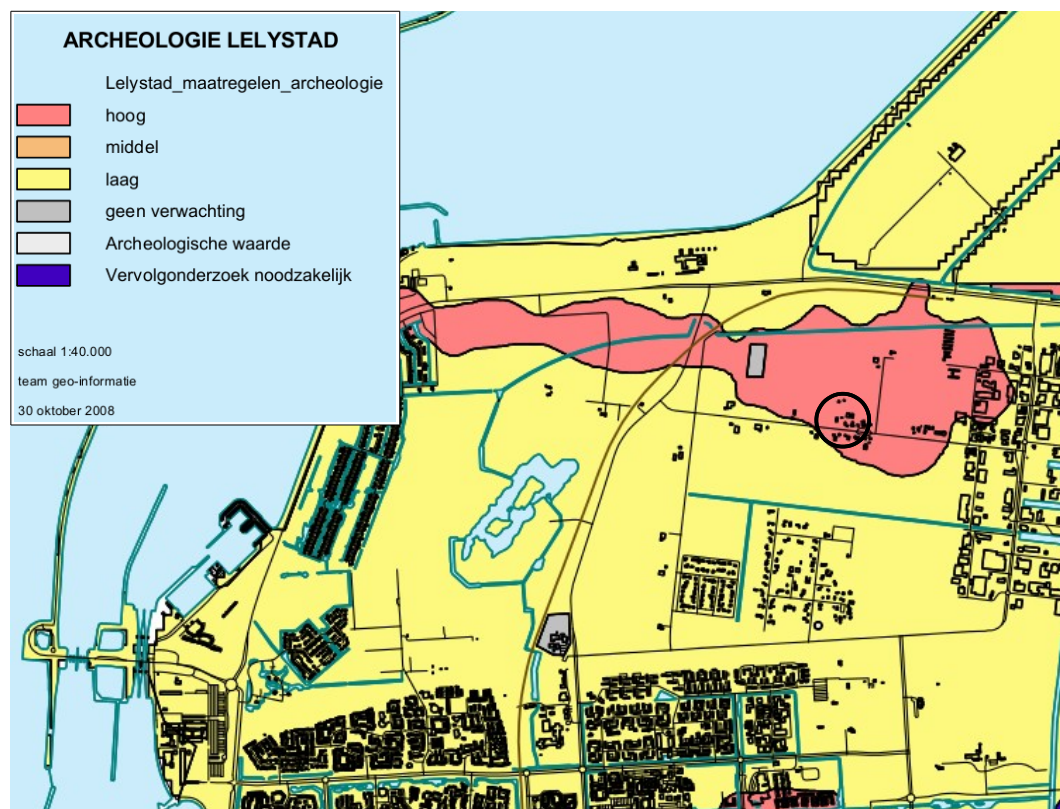 ARCHEOLOGIE LELYSTAD
Lelystad_maatregelen_archeologie
hoog
middel
laag
geen verwachting
Archeologische waarde
Vervolgonderzoek noodzakelijk
schaal 1:40.000
team geo-informatie
30 oktober 2008